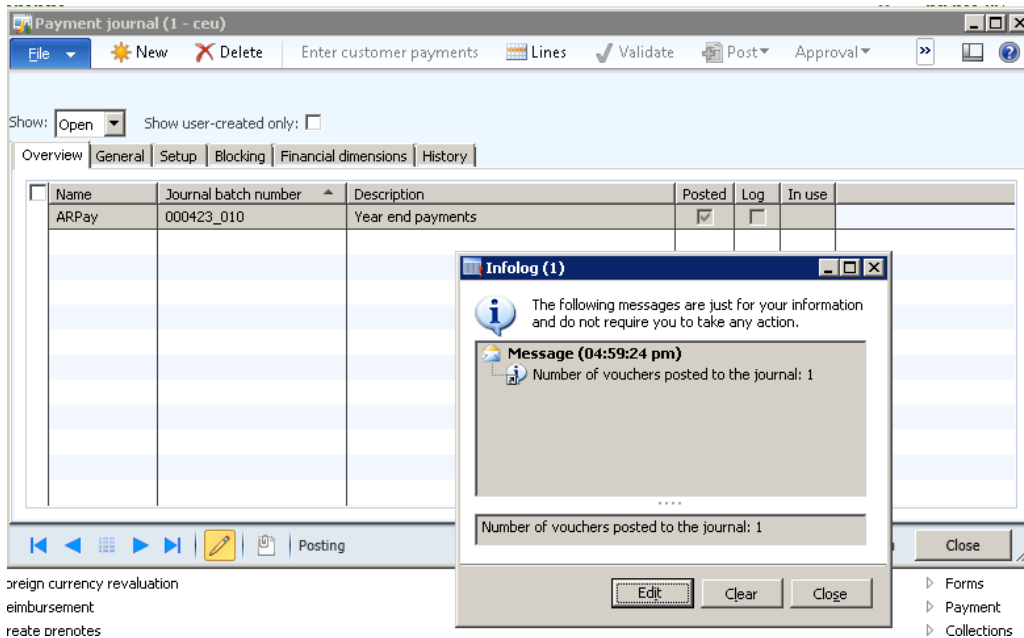 Payment journal (1 - ceu)
File New Delete Enter customer payments Lines Validate Post Approval »
Show: Open Show user-created only:
Overview General Setup Blocking Financial dimensions History
Name Journal batch number Description Posted Log In use
ARPay 000423_010 Year end payments
Infolog (1)
The following messages are just for your information
and do not require you to take any action.
Message (04:59:24 pm)
Number of vouchers posted to the journal: 1
Number of vouchers posted to the journal: 1
Edit Clear Close
Posting Close
oreign currency revaluation Forms
eimbursement Payment
reate prenotes Collections